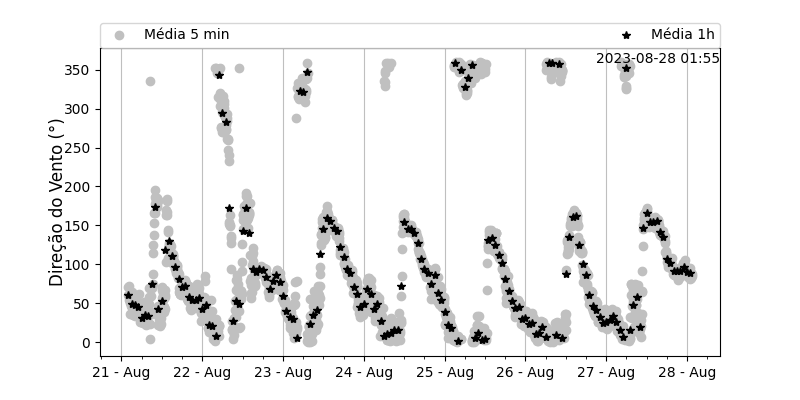 Média 5 min
Média 1h
2023-08-28 01:55
Direção do Vento (°)
350
300
250
200
150
100
50
0
21 - Aug
22 - Aug
23 - Aug
24 - Aug
25 - Aug
26 - Aug
27 - Aug
28 - Aug